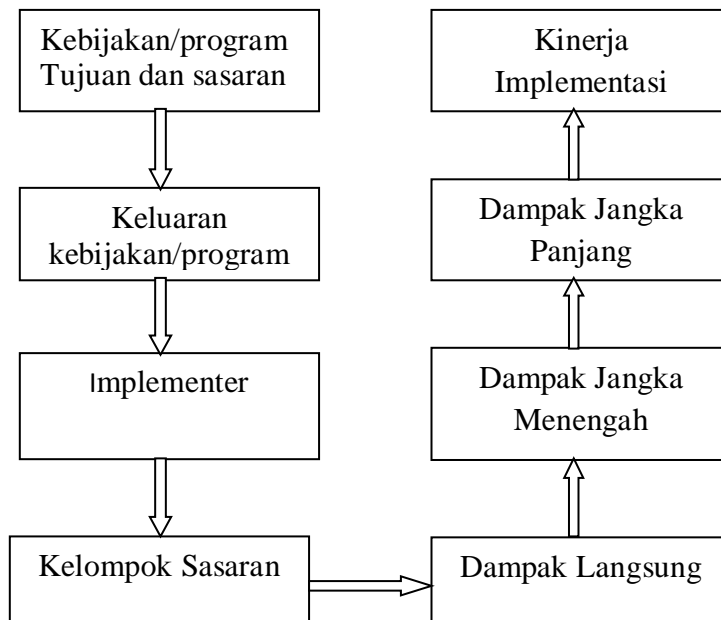 Kebijakan/program
Tujuan dan sasaran
Keluaran
kebijakan/program
Implementer
Kelompok Sasaran
Dampak Langsung
Dampak Jangka
Menengah
Dampak Jangka
Panjang
Kinerja
Implementasi